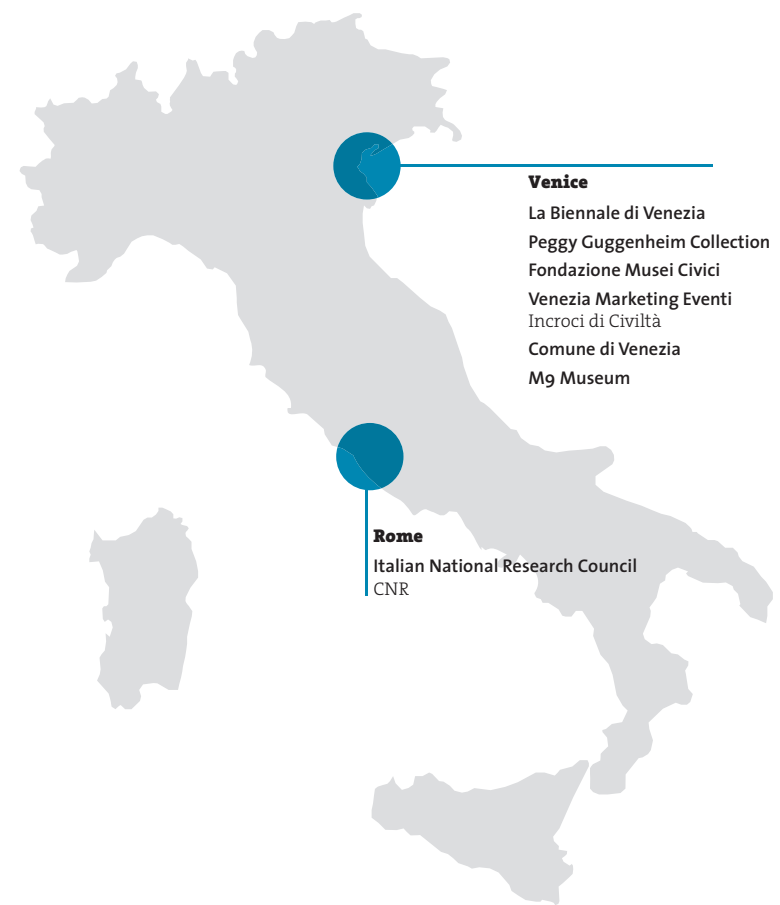 Venice
La Biennale di Venezia
Peggy Guggenheim Collection
Fondazione Musei Civici
Venezia Marketing Eventi
Incroci di Civiltà
Comune di Venezia
M9 Museum
Rome
Italian National Research Council
CNR